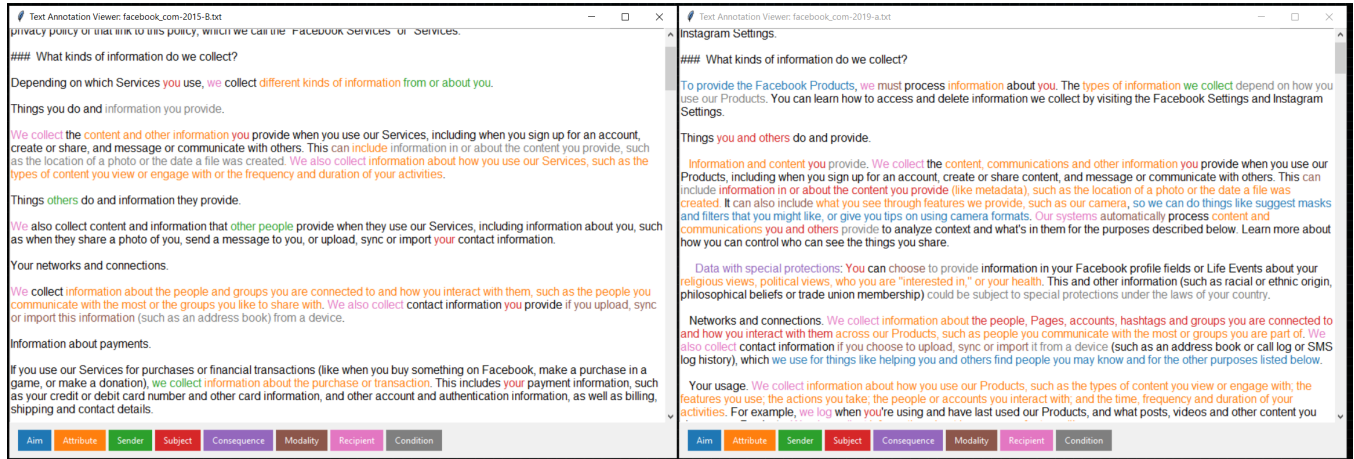 Text Annotation Viewer: facebook_com-2015-B.txt
privacy policy or that link to this policy, which we call the "Facebook Services" or "Services."
### What kinds of information do we collect?
Depending on which Services you use, we collect different kinds of information from or about you.
Things you do and information you provide.
We collect the content and other information you provide when you use our Services, including when you sign up for an account,
create or share, and message or communicate with others. This can include information in or about the content you provide, such
as the location of a photo or the date a file was created. We also collect information about how you use our Services, such as the
types of content you view or engage with or the frequency and duration of your activities.
Things others do and information they provide.
We also collect content and information that other people provide when they use our Services, including information about you, such
as when they share a photo of you, send a message to you, or upload, sync or import your contact information.
Your networks and connections.
We collect information about the people and groups you are connected to and how you interact with them, such as the people you
communicate with the most or the groups you like to share with. We also collect contact information you provide if you upload, sync
or import this information (such as an address book) from a device.
Information about payments.
If you use our Services for purchases or financial transactions (like when you buy something on Facebook, make a purchase in a
game, or make a donation), we collect information about the purchase or transaction. This includes your payment information, such
as your credit or debit card number and other card information, and other account and authentication information, as well as billing,
shipping and contact details.
Aim Attribute Sender Subject Consequence Modality Recipient Condition
Text Annotation Viewer: facebook_com-2019-a.txt
Instagram Settings.
### What kinds of information do we collect?
To provide the Facebook Products, we must process information about you. The types of information we collect depend on how you
use our Products. You can learn how to access and delete information we collect by visiting the Facebook Settings and Instagram
Settings.
Things you and others do and provide.
Information and content you provide. We collect the content, communications and other information you provide when you use our
Products, including when you sign up for an account, create or share content, and message or communicate with others. This can
include information in or about the content you provide (like metadata), such as the location of a photo or the date a file was
created. It can also include what you see through features we provide, such as our camera, so we can do things like suggest masks
and filters that you might like, or give you tips on using camera formats. Our systems automatically process content and
communications you and others provide to analyze context and what's in them for the purposes described below. Learn more about
how you can control who can see the things you share.
Data with special protections: You can choose to provide information in your Facebook profile fields or Life Events about your
religious views, political views, who you are "interested in," or your health. This and other information (such as racial or ethnic origin,
philosophical beliefs or trade union membership) could be subject to special protections under the laws of your country.
Networks and connections. We collect information about the people, Pages, accounts, hashtags and groups you are connected to
and how you interact with them across our Products, such as people you communicate with the most or groups you are part of. We
also collect contact information if you choose to upload, sync or import it from a device (such as an address book or call log or SMS
log history), which we use for things like helping you and others find people you may know and for the other purposes listed below.
Your usage. We collect information about how you use our Products, such as the types of content you view or engage with; the
features you use; the actions you take; the people or accounts you interact with; and the time, frequency and duration of your
activities. For example, we log when you're using and have last used our Products, and what posts, videos and other content you
Aim Attribute Sender Subject Consequence Modality Recipient Condition